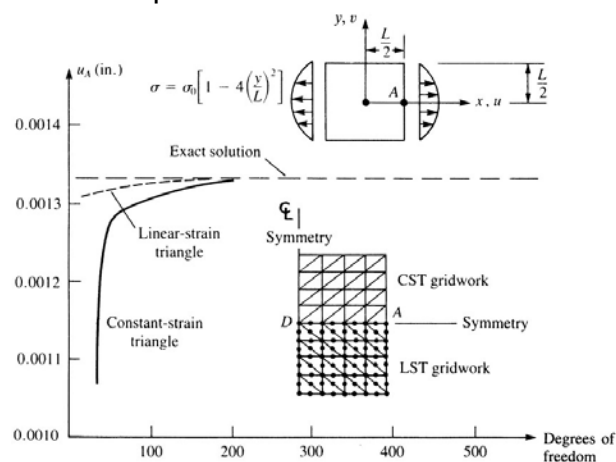 y, v
L
2
u_A (in.)
σ = σ₀[1 − 4(y/L)²]
A
x, u
L
2
0.0014
Exact solution
0.0013
℄
Symmetry
Linear-strain
triangle
0.0012
CST gridwork
D
A
Symmetry
Constant-strain
triangle
0.0011
LST gridwork
0.0010
100
200
300
400
500
Degrees of
freedom